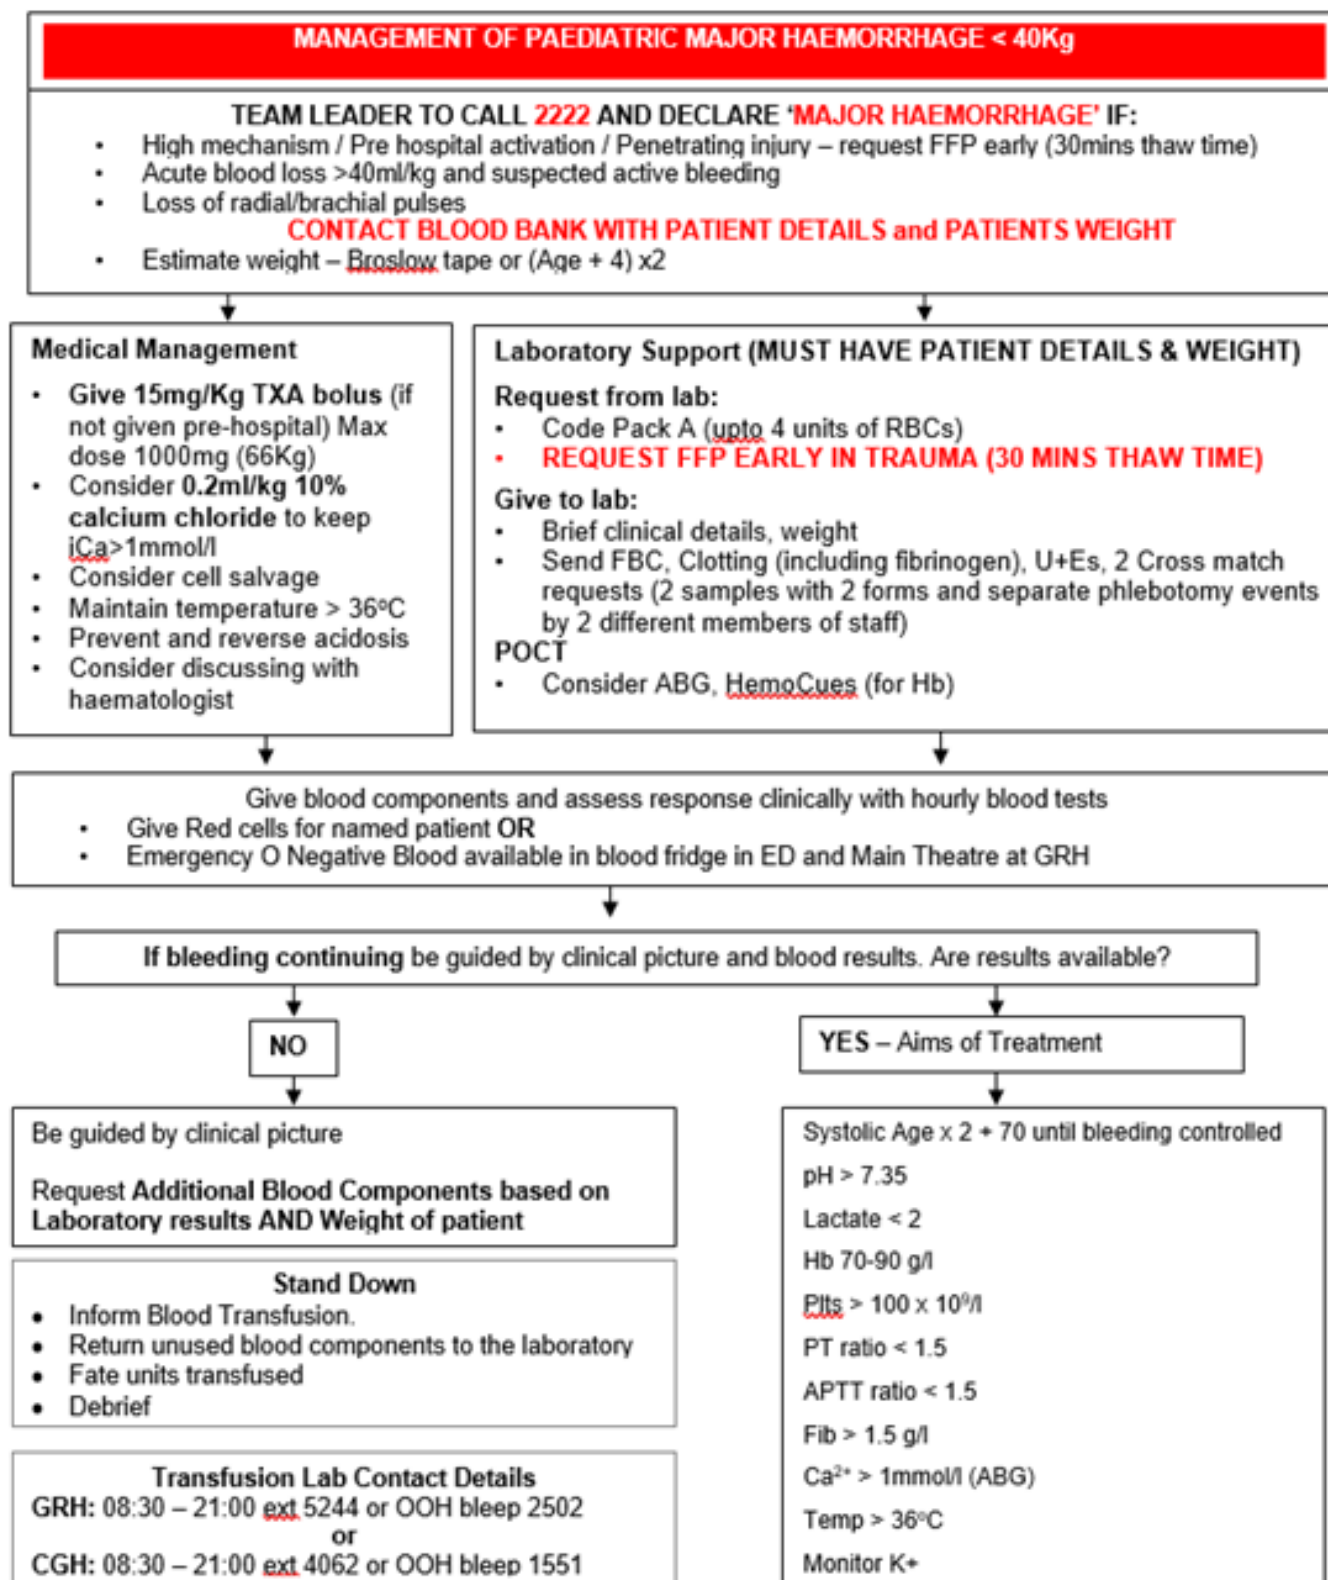 MANAGEMENT OF PAEDIATRIC MAJOR HAEMORRHAGE < 40Kg
TEAM LEADER TO CALL 2222 AND DECLARE ‘MAJOR HAEMORRHAGE’ IF:
• High mechanism / Pre hospital activation / Penetrating injury – request FFP early (30mins thaw time)
• Acute blood loss >40ml/kg and suspected active bleeding
• Loss of radial/brachial pulses
CONTACT BLOOD BANK WITH PATIENT DETAILS and PATIENTS WEIGHT
• Estimate weight – Broslow tape or (Age + 4) x2
Medical Management
• Give 15mg/Kg TXA bolus (if
not given pre-hospital) Max
dose 1000mg (66Kg)
• Consider 0.2ml/kg 10%
calcium chloride to keep
iCa>1mmol/l
• Consider cell salvage
• Maintain temperature > 36ºC
• Prevent and reverse acidosis
• Consider discussing with
haematologist
Laboratory Support (MUST HAVE PATIENT DETAILS & WEIGHT)
Request from lab:
• Code Pack A (upto 4 units of RBCs)
• REQUEST FFP EARLY IN TRAUMA (30 MINS THAW TIME)
Give to lab:
• Brief clinical details, weight
• Send FBC, Clotting (including fibrinogen), U+Es, 2 Cross match
requests (2 samples with 2 forms and separate phlebotomy events
by 2 different members of staff)
POCT
• Consider ABG, HemoCues (for Hb)
Give blood components and assess response clinically with hourly blood tests
• Give Red cells for named patient OR
• Emergency O Negative Blood available in blood fridge in ED and Main Theatre at GRH
If bleeding continuing be guided by clinical picture and blood results. Are results available?
NO
Be guided by clinical picture
Request Additional Blood Components based on
Laboratory results AND Weight of patient
Stand Down
• Inform Blood Transfusion.
• Return unused blood components to the laboratory
• Fate units transfused
• Debrief
Transfusion Lab Contact Details
GRH: 08:30 – 21:00 ext 5244 or OOH bleep 2502
or
CGH: 08:30 – 21:00 ext 4062 or OOH bleep 1551
YES – Aims of Treatment
Systolic Age x 2 + 70 until bleeding controlled
pH > 7.35
Lactate < 2
Hb 70-90 g/l
Plts > 100 x 10⁹/l
PT ratio < 1.5
APTT ratio < 1.5
Fib > 1.5 g/l
Ca²⁺ > 1mmol/l (ABG)
Temp > 36ºC
Monitor K+